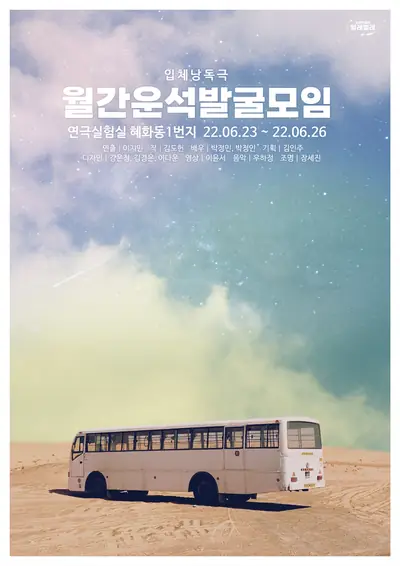 입체낭독극
월간운석발굴모임
연극실험실 혜화동1번지 22.06.23 ~ 22.06.26
연출 | 이지민 작 | 김도현 배우 | 박정민, 박정인 기획 | 김민주
디자인 | 강은정, 김경은, 이다운 영상 | 이윤서 음악 | 우하정 조명 | 장세진